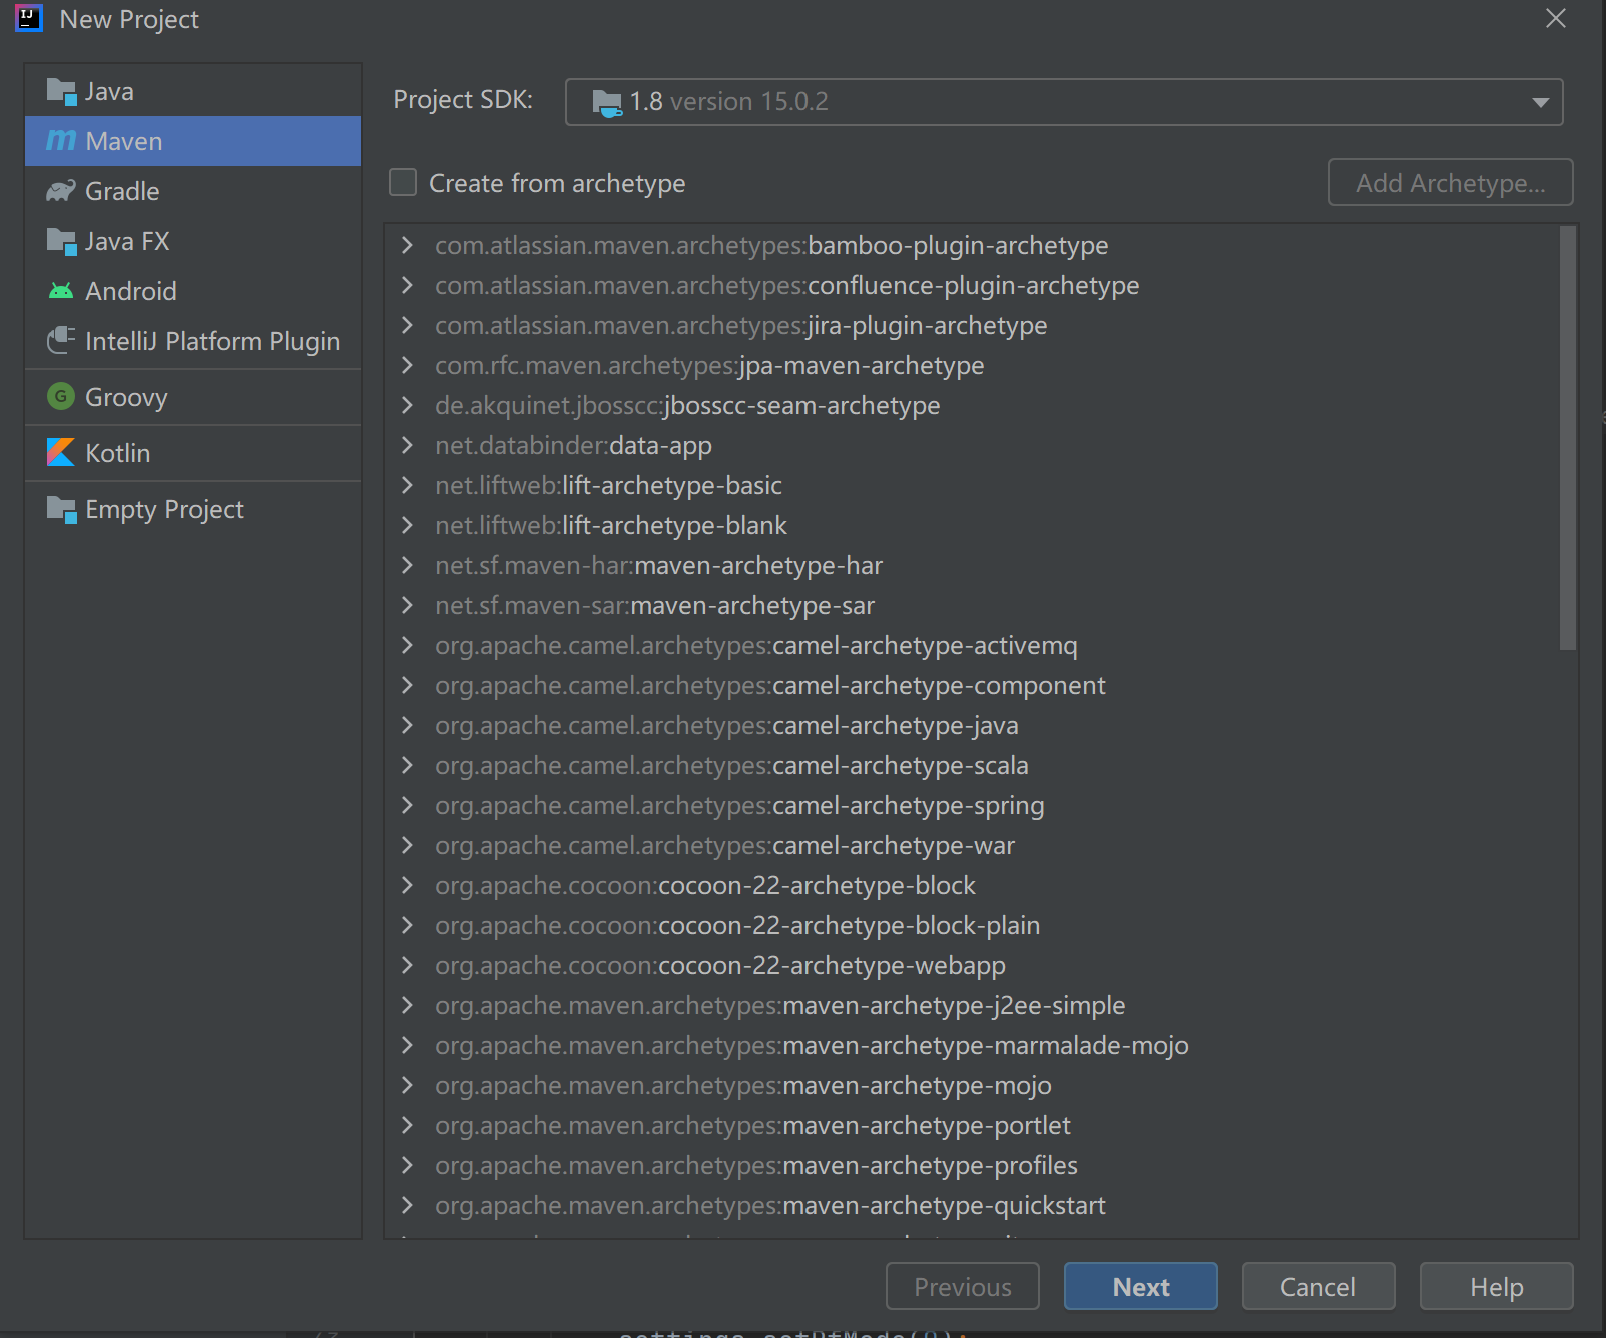 New Project
Java
Maven
Gradle
Java FX
Android
IntelliJ Platform Plugin
Groovy
Kotlin
Empty Project
Project SDK: 1.8 version 15.0.2
Create from archetype
Add Archetype...
com.atlassian.maven.archetypes:bamboo-plugin-archetype
com.atlassian.maven.archetypes:confluence-plugin-archetype
com.atlassian.maven.archetypes:jira-plugin-archetype
com.rfc.maven.archetypes:jpa-maven-archetype
de.akquinet.jbosscc:jbosscc-seam-archetype
net.databinder:data-app
net.liftweb:lift-archetype-basic
net.liftweb:lift-archetype-blank
net.sf.maven-har:maven-archetype-har
net.sf.maven-sar:maven-archetype-sar
org.apache.camel.archetypes:camel-archetype-activemq
org.apache.camel.archetypes:camel-archetype-component
org.apache.camel.archetypes:camel-archetype-java
org.apache.camel.archetypes:camel-archetype-scala
org.apache.camel.archetypes:camel-archetype-spring
org.apache.camel.archetypes:camel-archetype-war
org.apache.cocoon:cocoon-22-archetype-block
org.apache.cocoon:cocoon-22-archetype-block-plain
org.apache.cocoon:cocoon-22-archetype-webapp
org.apache.maven.archetypes:maven-archetype-j2ee-simple
org.apache.maven.archetypes:maven-archetype-marmalade-mojo
org.apache.maven.archetypes:maven-archetype-mojo
org.apache.maven.archetypes:maven-archetype-portlet
org.apache.maven.archetypes:maven-archetype-profiles
org.apache.maven.archetypes:maven-archetype-quickstart
Previous
Next
Cancel
Help